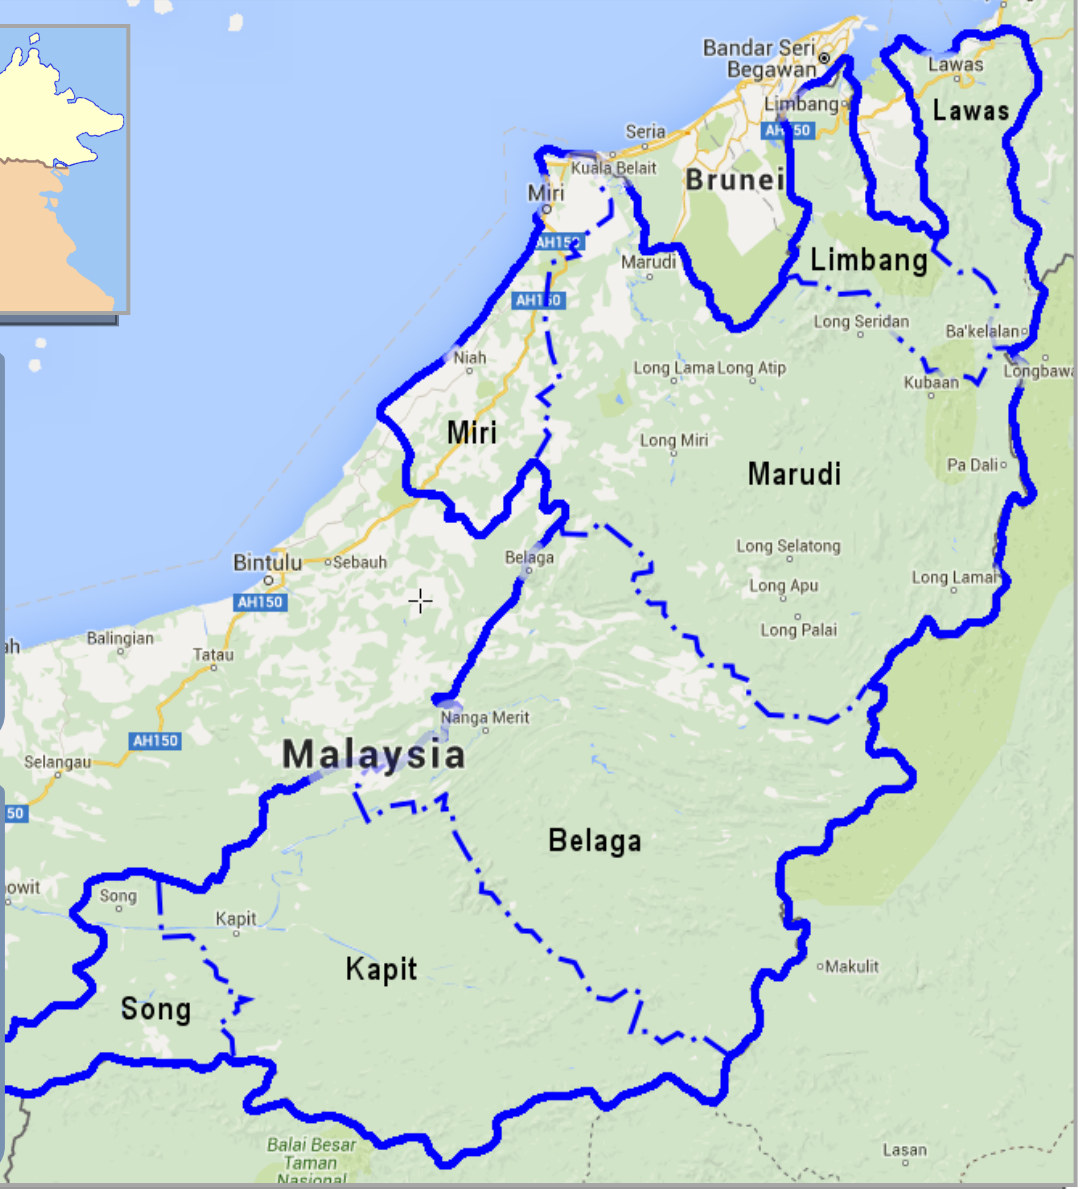 Bandar Seri
Begawan
Lawas
Lawas
Limbang
AH150
Seria
Kuala Belait
Brunei
Miri
AH150
Marudi
Limbang
AH150
Long Seridan
Ba'kelalan
Niah
Long Lama
Long Atip
Kubaan
Longbawa
Miri
Long Miri
Marudi
Pa Dali
Bintulu
Sebauh
Belaga
Long Selatong
AH150
Long Apu
Long Lamai
Balingian
Tatau
Long Palai
Nanga Merit
AH150
Malaysia
Selangau
50
Belaga
owit
Song
Kapit
Kapit
Makulit
Song
Balai Besar
Taman
Nasional
Lasan